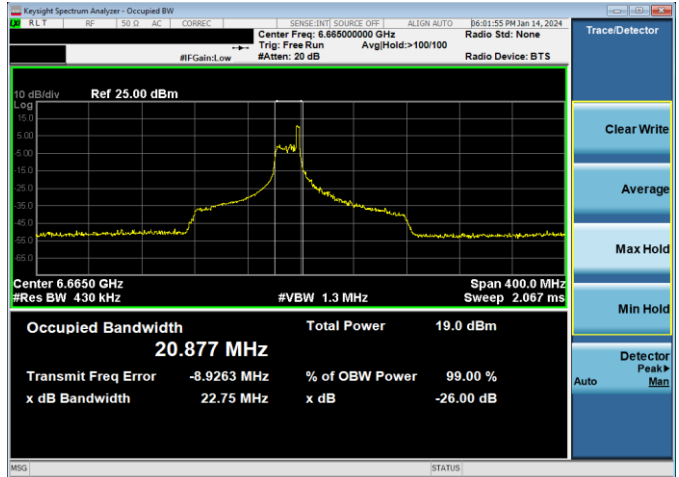 Keysight Spectrum Analyzer - Occupied BW
RLT RF 50 Ω AC CORREC SENSE:INT SOURCE OFF ALIGN AUTO 06:01:55 PM Jan 14, 2024
Center Freq: 6.665000000 GHz Radio Std: None
Trig: Free Run Avg|Hold:>100/100
#IFGain:Low #Atten: 20 dB Radio Device: BTS
Trace/Detector
10 dB/div Ref 25.00 dBm
Log
15.0
5.00
-5.00
-15.0
-25.0
-35.0
-45.0
-55.0
-65.0
Center 6.6650 GHz Span 400.0 MHz
#Res BW 430 kHz #VBW 1.3 MHz Sweep 2.067 ms
Occupied Bandwidth Total Power 19.0 dBm
20.877 MHz
Transmit Freq Error -8.9263 MHz % of OBW Power 99.00 %
x dB Bandwidth 22.75 MHz x dB -26.00 dB
Clear Write
Average
Max Hold
Min Hold
Detector
Peak▶
Auto Man
MSG STATUS